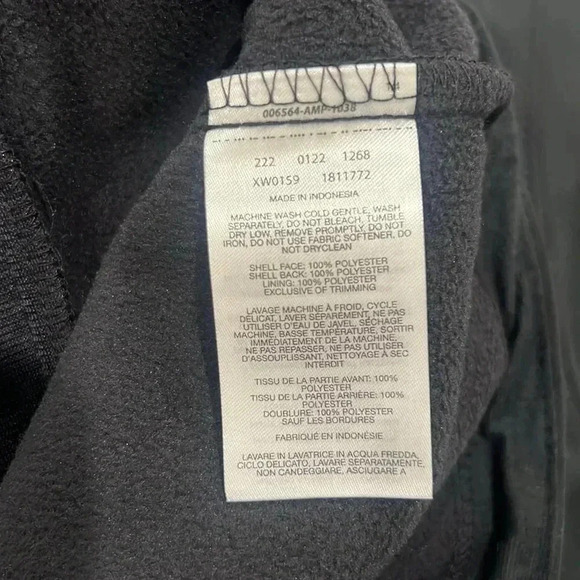 TM
006564-AMP-1038
222 0122 1268
XW0159 1811772
MADE IN INDONESIA
MACHINE WASH COLD GENTLE, WASH
SEPARATELY, DO NOT BLEACH, TUMBLE
DRY LOW, REMOVE PROMPTLY, DO NOT
IRON, DO NOT USE FABRIC SOFTENER, DO
NOT DRYCLEAN
SHELL FACE: 100% POLYESTER
SHELL BACK: 100% POLYESTER
LINING: 100% POLYESTER
EXCLUSIVE OF TRIMMING
LAVAGE MACHINE À FROID, CYCLE
DÉLICAT, LAVER SÉPARÉMENT, NE PAS
UTILISER D'EAU DE JAVEL, SÉCHAGE
MACHINE, BASSE TEMPÉRATURE, SORTIR
IMMEDIATEMENT DE LA MACHINE,
NE PAS REPASSER, NE PAS UTILISER
D'ASSOUPLISSANT, NETTOYAGE À SEC
INTERDIT
TISSU DE LA PARTIE AVANT: 100%
POLYESTER
TISSU DE LA PARTIE ARRIÈRE: 100%
POLYESTER
DOUBLURE: 100% POLYESTER
SAUF LES BORDURES
FABRIQUÉ EN INDONÉSIE
LAVARE IN LAVATRICE IN ACQUA FREDDA,
CICLO DELICATO, LAVARE SEPARATAMENTE,
NON CANDEGGIARE, ASCIUGARE A